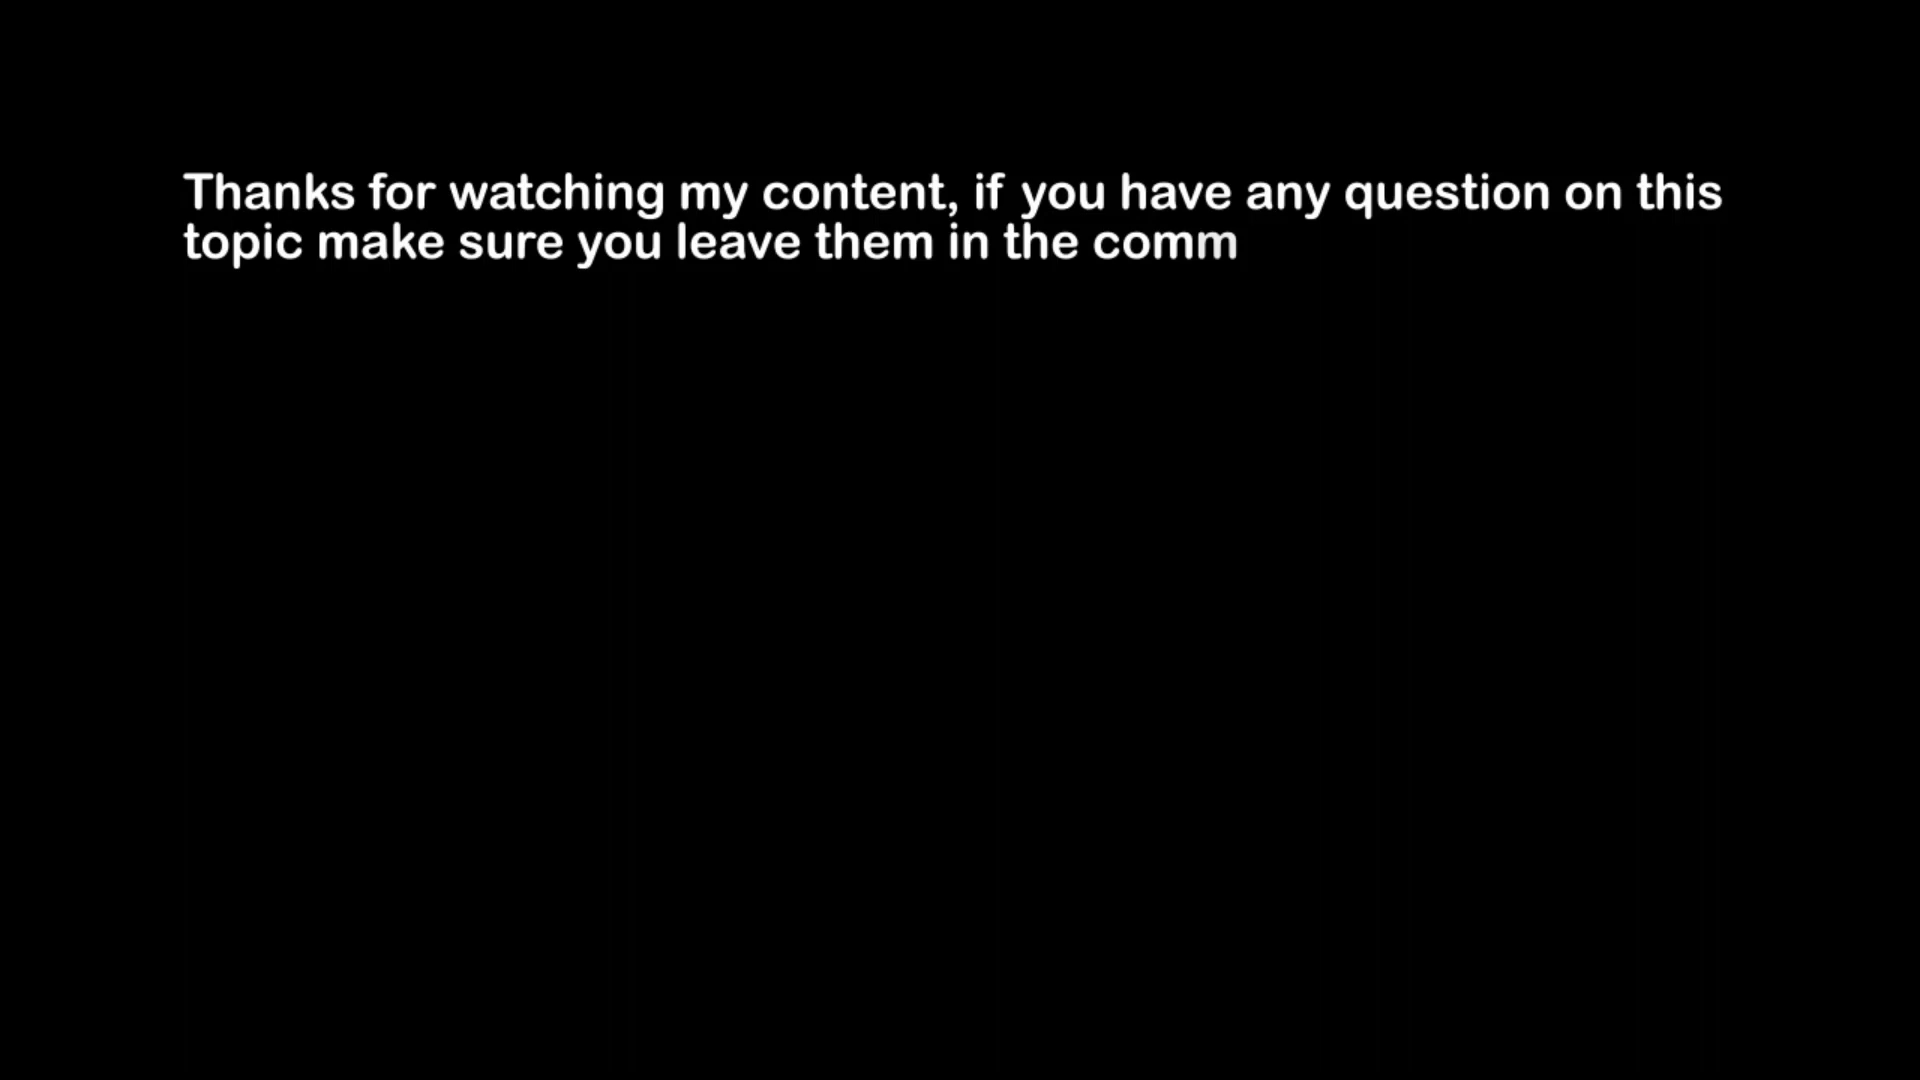 Thanks for watching my content, if you have any question on this
topic make sure you leave them in the comm